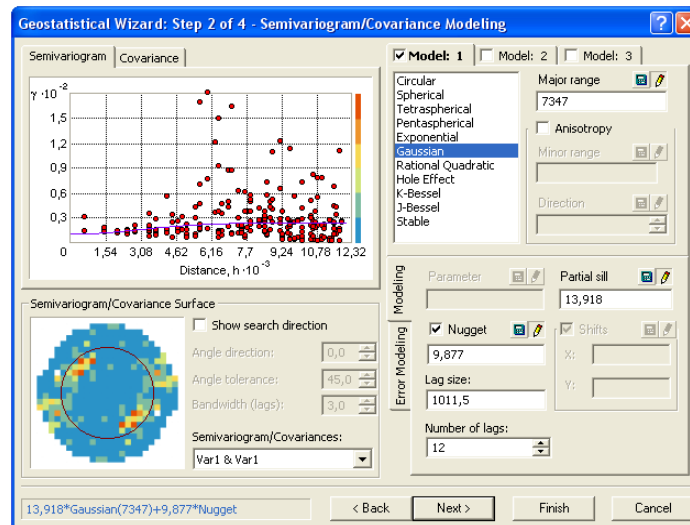 Geostatistical Wizard: Step 2 of 4 - Semivariogram/Covariance Modeling
Semivariogram
Covariance
γ ·10⁻²
1,5
1,2
0,9
0,6
0,3
0 1,54 3,08 4,62 6,16 7,7 9,24 10,78 12,32
Distance, h ·10⁻³
Semivariogram/Covariance Surface
Show search direction
Angle direction: 0,0
Angle tolerance: 45,0
Bandwidth (lags): 3,0
Semivariogram/Covariances:
Var1 & Var1
Model: 1
Model: 2
Model: 3
Circular
Spherical
Tetraspherical
Pentaspherical
Exponential
Gaussian
Rational Quadratic
Hole Effect
K-Bessel
J-Bessel
Stable
Major range
7347
Anisotropy
Minor range
Direction
Modeling
Error Modeling
Parameter
Partial sill
13,918
Nugget
9,877
Shifts
X:
Y:
Lag size:
1011,5
Number of lags:
12
13,918*Gaussian(7347)+9,877*Nugget
< Back
Next >
Finish
Cancel